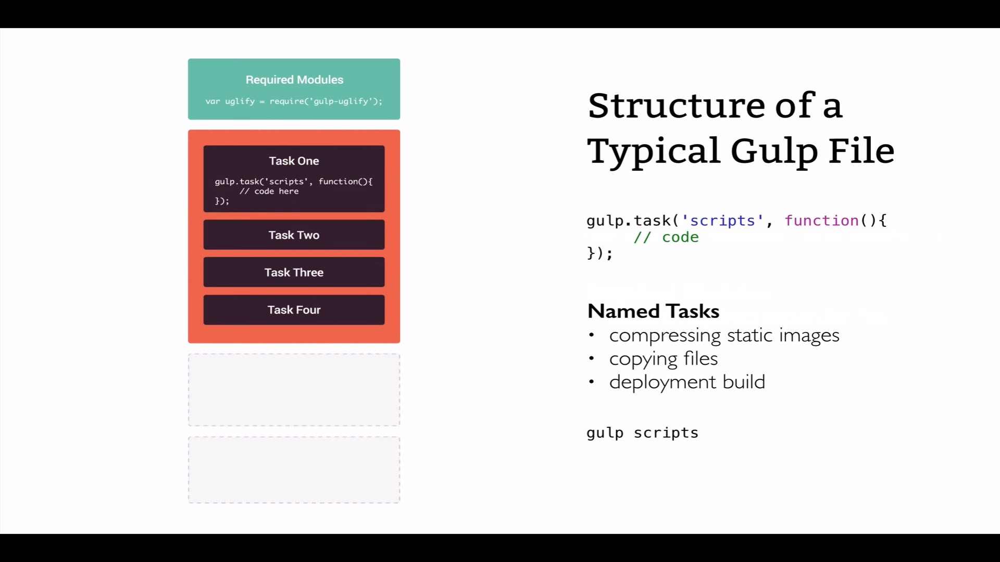 Required Modules
var uglify = require('gulp-uglify');
Task One
gulp.task('scripts', function(){
// code here
});
Task Two
Task Three
Task Four
Structure of a
Typical Gulp File
gulp.task('scripts', function(){
// code
});
Named Tasks
• compressing static images
• copying files
• deployment build
gulp scripts